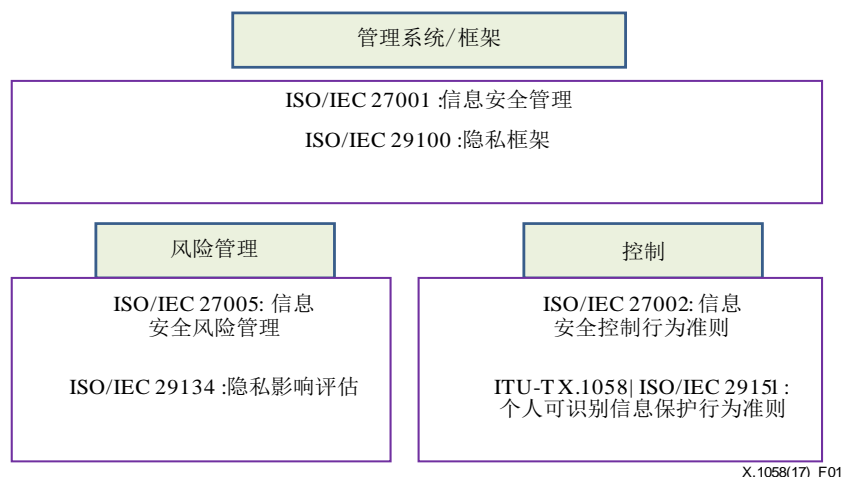 管理系统/框架
ISO/IEC 27001 :信息安全管理
ISO/IEC 29100 :隐私框架
风险管理
ISO/IEC 27005: 信息
安全风险管理
ISO/IEC 29134 :隐私影响评估
控制
ISO/IEC 27002: 信息
安全控制行为准则
ITU-T X.1058| ISO/IEC 29151 :
个人可识别信息保护行为准则
X.1058(17)_F01